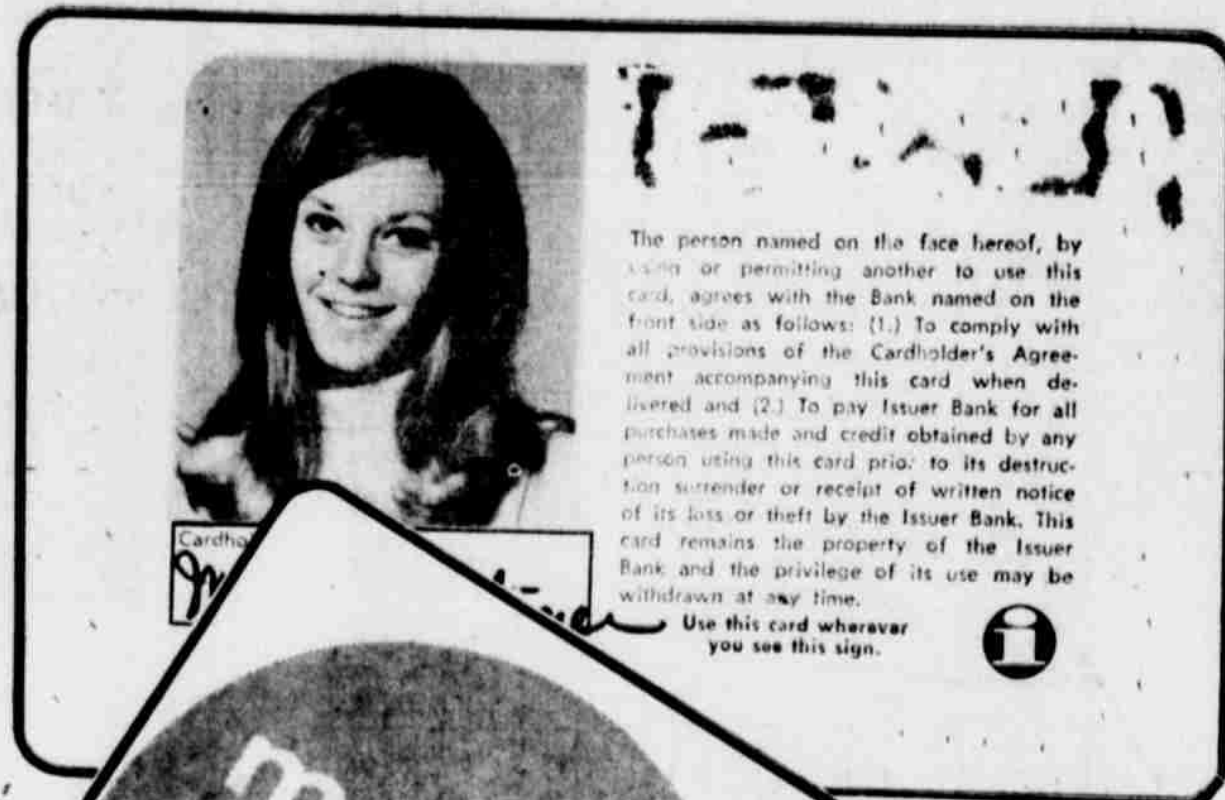 The person named on the face hereof, by
using or permitting another to use this
card, agrees with the Bank named on the
front side as follows: (1.) To comply with
all provisions of the Cardholder's Agree-
ment accompanying this card when de-
livered and (2.) To pay Issuer Bank for all
purchases made and credit obtained by any
person using this card prior to its destruc-
tion surrender or receipt of written notice
of its loss or theft by the Issuer Bank. This
card remains the property of the Issuer
Bank and the privilege of its use may be
withdrawn at any time.
Use this card wherever
you see this sign.
i
Cardho
m